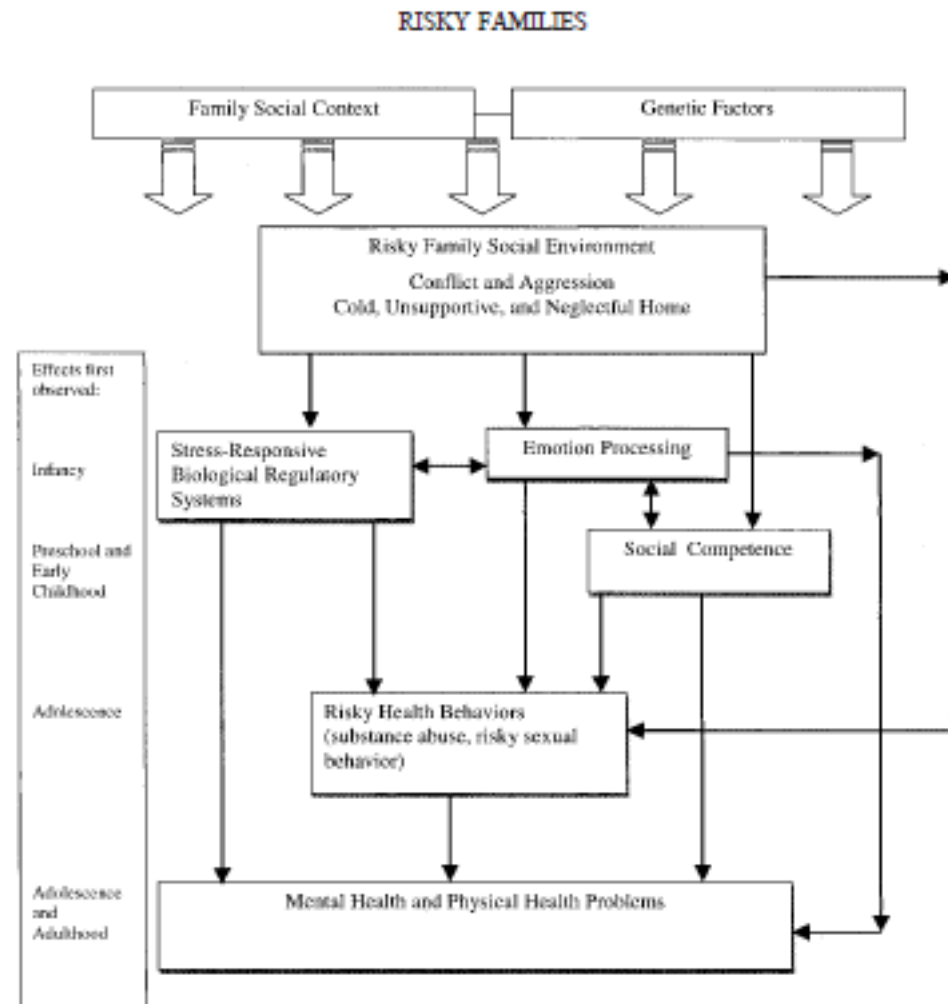 RISKY FAMILIES
Family Social Context
Genetic Factors
Risky Family Social Environment
Conflict and Aggression
Cold, Unsupportive, and Neglectful Home
Effects first
observed:
Infancy
Stress-Responsive
Biological Regulatory
Systems
Emotion Processing
Preschool and
Early
Childhood
Social Competence
Adolescence
Risky Health Behaviors
(substance abuse, risky sexual
behavior)
Adolescence
and
Adulthood
Mental Health and Physical Health Problems